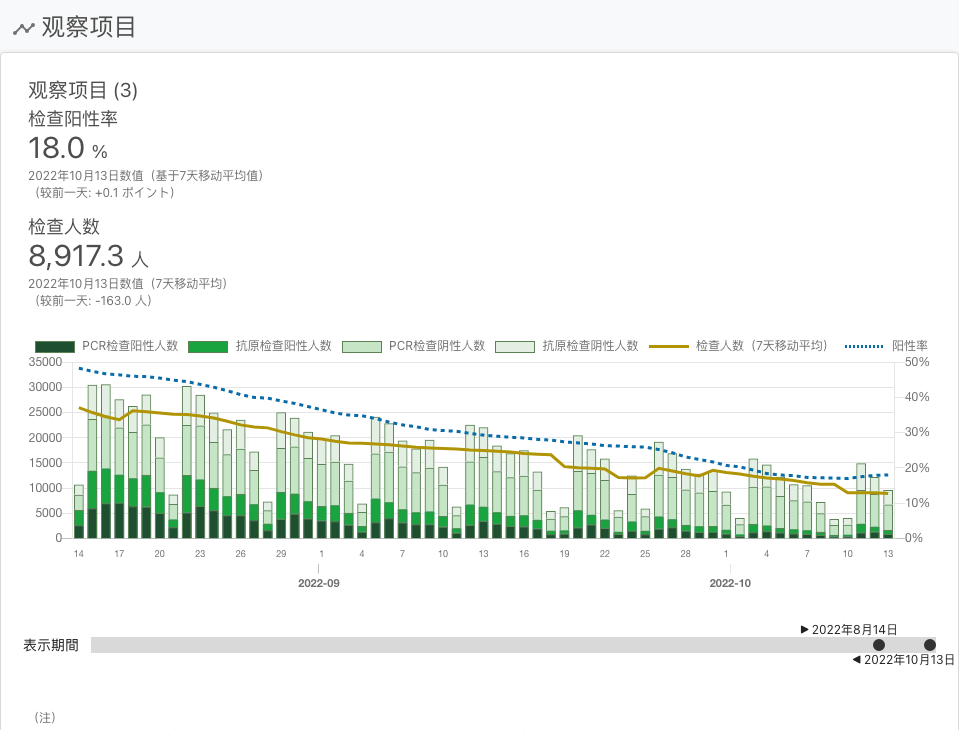 观察项目
观察项目 (3)
检查阳性率
18.0 %
2022年10月13日数值（基于7天移动平均值）
（较前一天: +0.1 ポイント）
检查人数
8,917.3 人
2022年10月13日数值（7天移动平均）
（较前一天: -163.0 人）
PCR检查阳性人数 抗原检查阳性人数 PCR检查阴性人数 抗原检查阴性人数 检查人数（7天移动平均） 阳性率
35000 50%
30000 40%
25000 30%
20000 20%
15000 10%
10000 0%
5000
0
14 17 20 23 26 29 1 4 7 10 13 16 19 22 25 28 1 4 7 10 13
2022-09 2022-10
▶ 2022年8月14日
表示期間
◀ 2022年10月13日
（注）